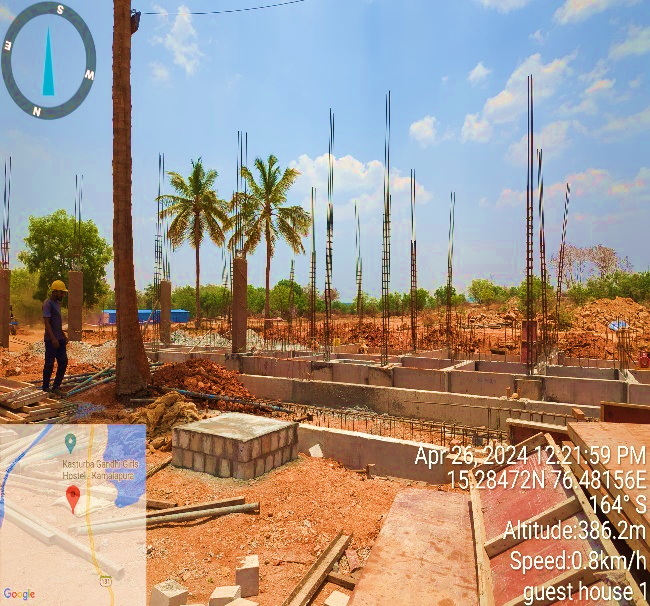 S
E
W
N
Kasturba Gandhi Girls
Hostel - Kamalapura
131
Google
Apr 26, 2024 12:21:59 PM
15.28472N 76.48156E
164° S
Altitude:386.2m
Speed:0.8km/h
guest house 1